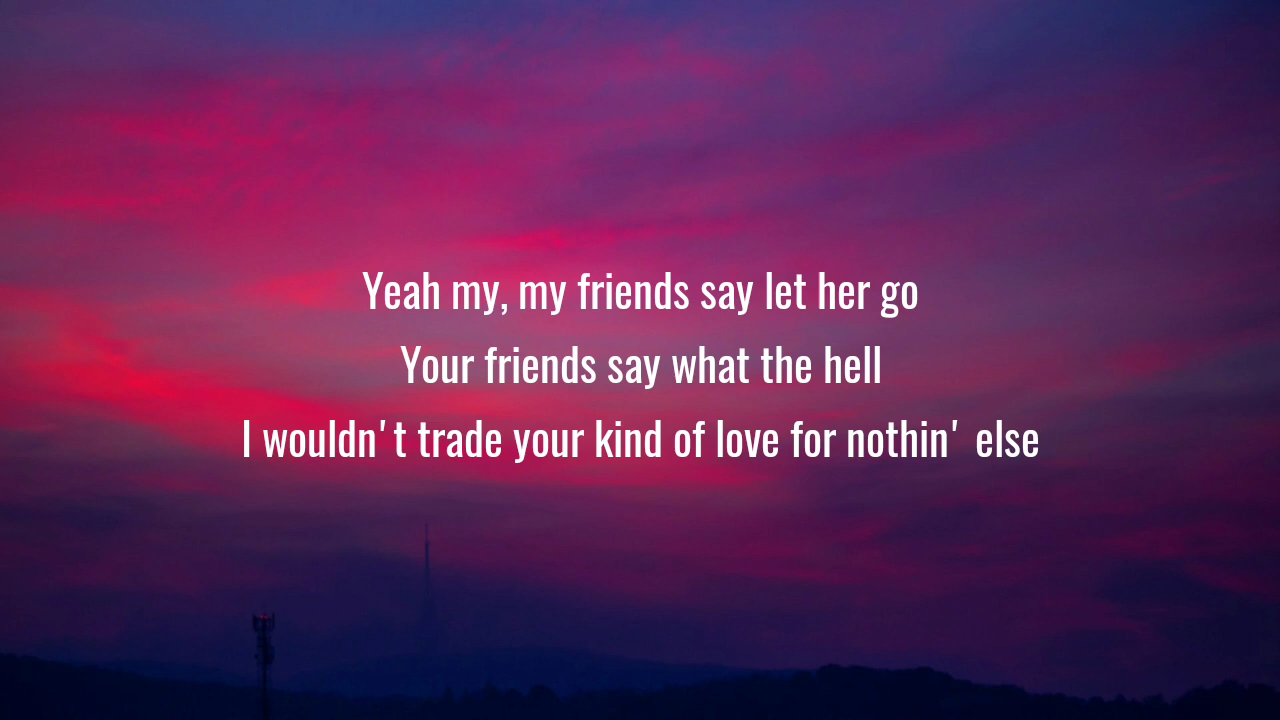 Yeah my, my friends say let her go
Your friends say what the hell
I wouldn't trade your kind of love for nothin' else